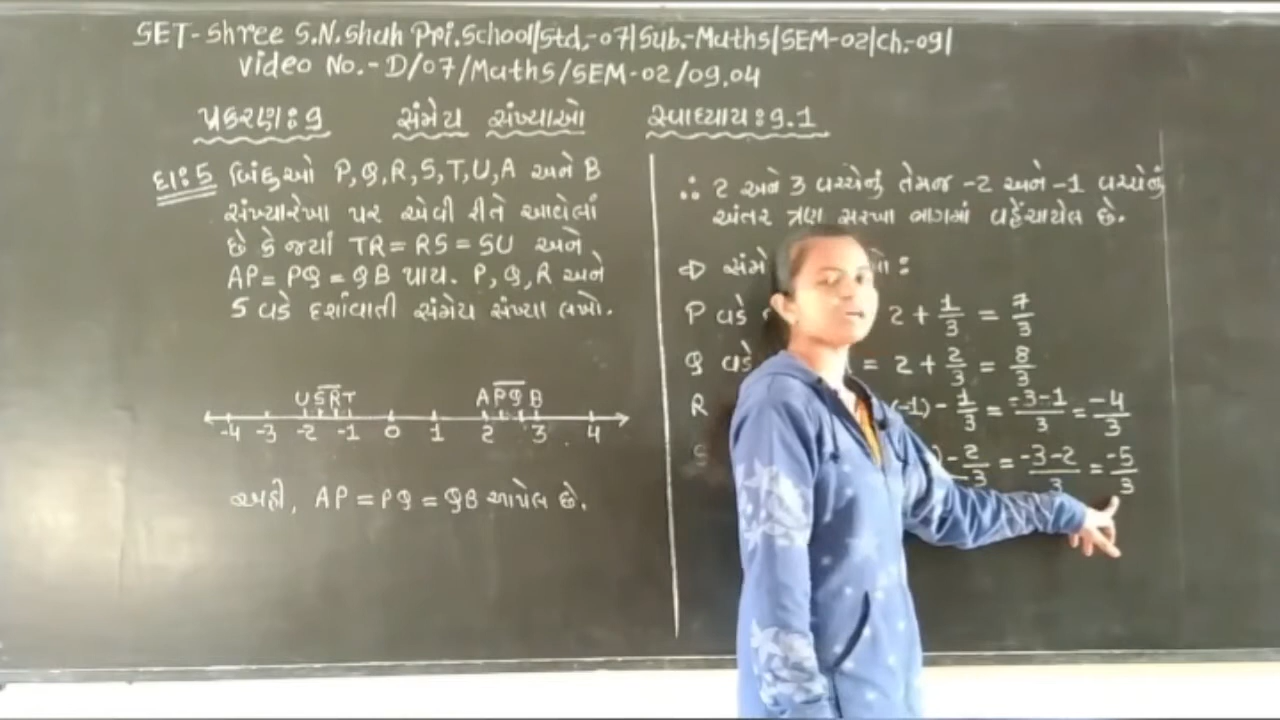 SET-Shree S.N.Shah Pri.School/Std.-07/Sub.-Maths/SEM-02/Ch.-09/
Video No.-D/07/Maths/SEM-02/09.04
પ્રકરણ:9 સંમેય સંખ્યાઓ સ્વાધ્યાય:9.1
દા:5 બિંદુઓ P,Q,R,S,T,U,A અને B
સંખ્યારેખા પર એવી રીતે આવેલાં
છે કે જ્યાં TR=RS=SU અને
AP=PQ=QB થાય. P,Q,R અને
S વડે દર્શાવાતી સંમેય સંખ્યા લખો.
U S R T A P Q B
-4 -3 -2 -1 0 1 2 3 4
અહી, AP=PQ=QB આપેલ છે.
∴ 2 અને 3 વચ્ચેનું તેમજ -2 અને -1 વચ્ચેનું
અંતર ત્રણ સરખા ભાગમાં વહેંચાયેલ છે.
P વડે 2 + 1/3 = 7/3
Q વડે = 2 + 2/3 = 8/3
R (-1) - 1/3 = -3-1/3 = -4/3
S ) - 2/3 = -3-2/3 = -5/3